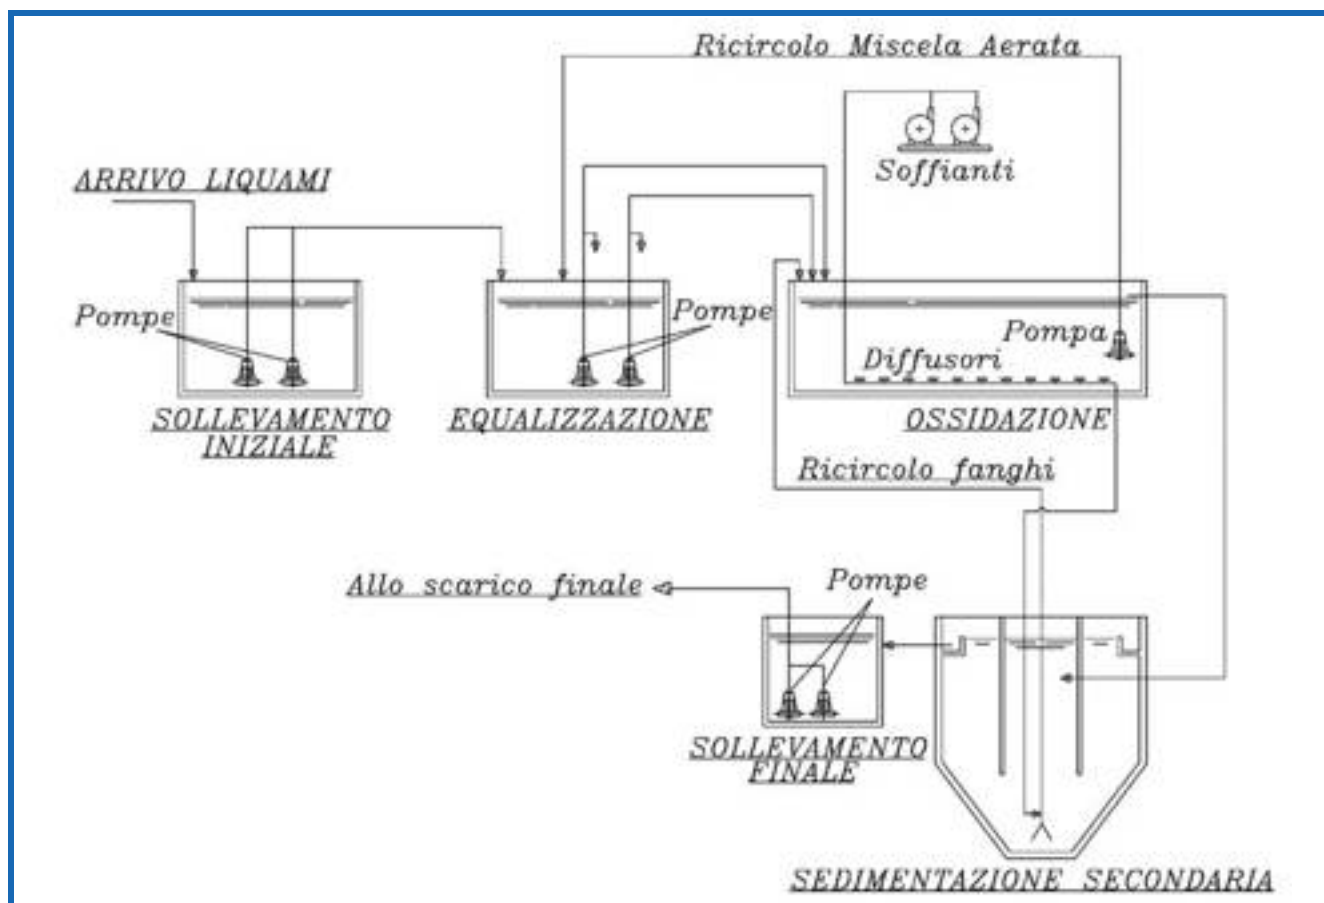 Ricircolo Miscela Aerata
Soffianti
ARRIVO LIQUAMI
Pompe
Pompe
Pompa
Diffusori
SOLLEVAMENTO
INIZIALE
EQUALIZZAZIONE
OSSIDAZIONE
Ricircolo fanghi
Allo scarico finale
Pompe
SOLLEVAMENTO
FINALE
SEDIMENTAZIONE SECONDARIA